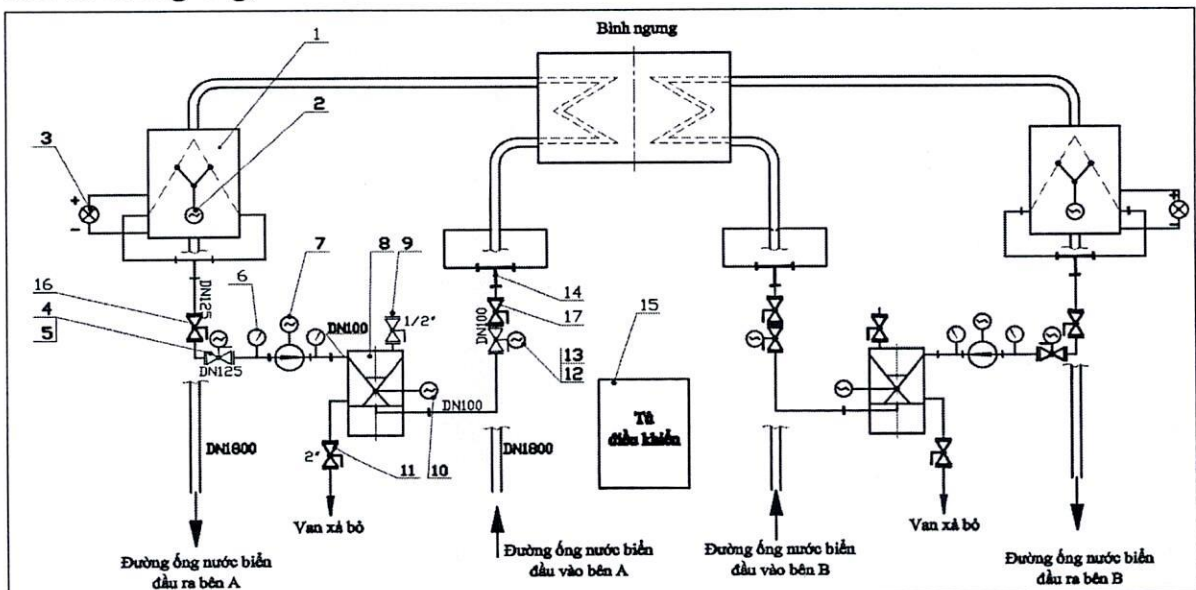 Bình ngưng
1
2
3
+
-
+
16
4
5
6
7
8
9
DN125
DN125
DN100
1/2"
DN100
14
17
13
12
15
Tủ
điều khiển
DN100
2"
11
10
DN1800
DN1800
Van xả bỏ
Van xả bỏ
Đường ống nước biển
đầu ra bên A
Đường ống nước biển
đầu vào bên A
Đường ống nước biển
đầu vào bên B
Đường ống nước biển
đầu ra bên B